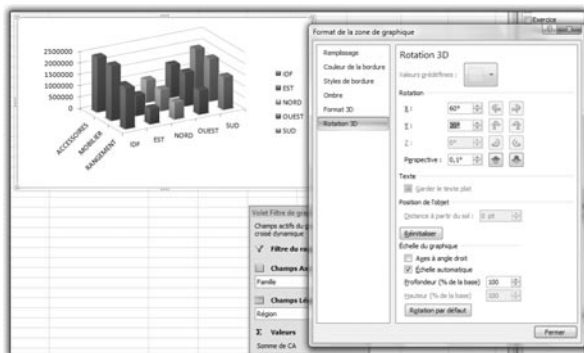 Exercice
2500000
2000000
1500000
1000000
500000
0
ACCESSOIRES
MOBILIER
RANGEMENT
IDF
EST
NORD
OUEST
SUD
IDF
EST
NORD
OUEST
SUD
Volet Filtre de
Champs actifs du
croisé dynamique
Filtre du
Champs
Famille
Champs
Région
Σ Valeurs
Somme de CA
Format de la zone de graphique
Remplissage
Couleur de la bordure
Styles de bordure
Ombre
Format 3D
Rotation 3D
Rotation 3D
Valeurs prédéfinies :
Rotation
X : 60°
Y :
Z : 0°
Perspective : 0,1°
Texte
Garder le texte plat
Position de l'objet
Distance à partir du sol : 0 pt
Réinitialiser
Échelle du graphique
Axes à angle droit
Échelle automatique
Profondeur (% de la base) 100
Hauteur (% de la base) 100
Rotation par défaut
Fermer